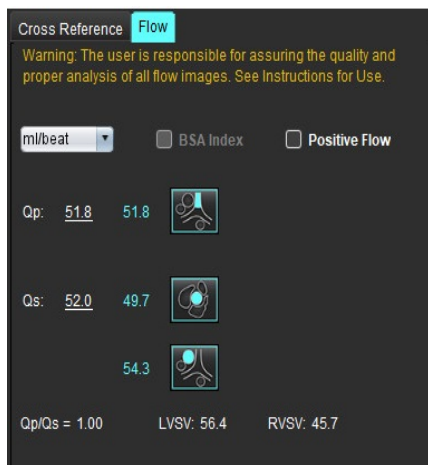 Cross Reference Flow
Warning: The user is responsible for assuring the quality and
proper analysis of all flow images. See Instructions for Use.
ml/beat BSA Index Positive Flow
Qp: 51.8 51.8
Qs: 52.0 49.7
54.3
Qp/Qs = 1.00 LVSV: 56.4 RVSV: 45.7